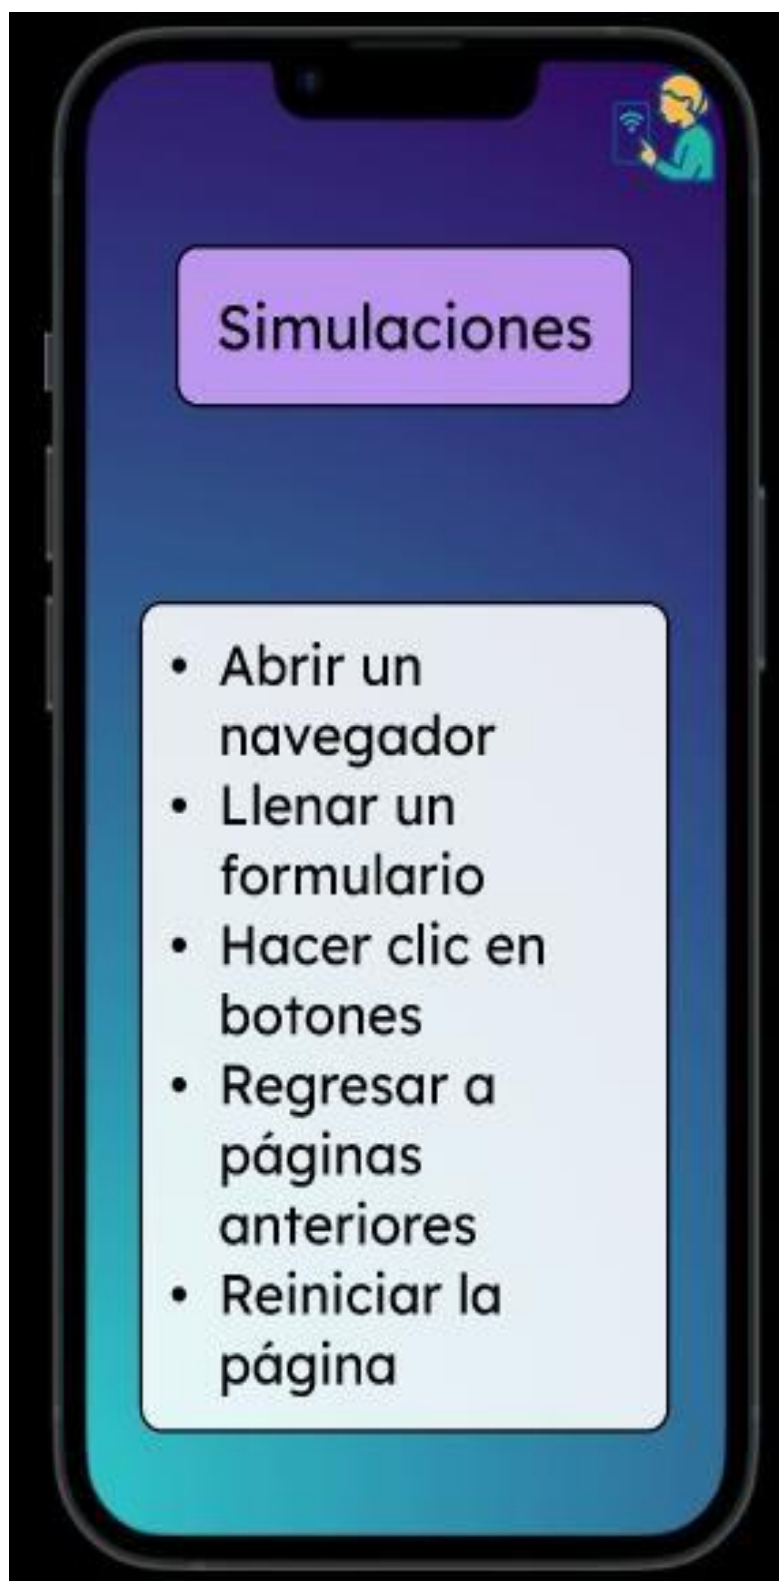 Simulaciones
• Abrir un
navegador
• Llenar un
formulario
• Hacer clic en
botones
• Regresar a
páginas
anteriores
• Reiniciar la
página